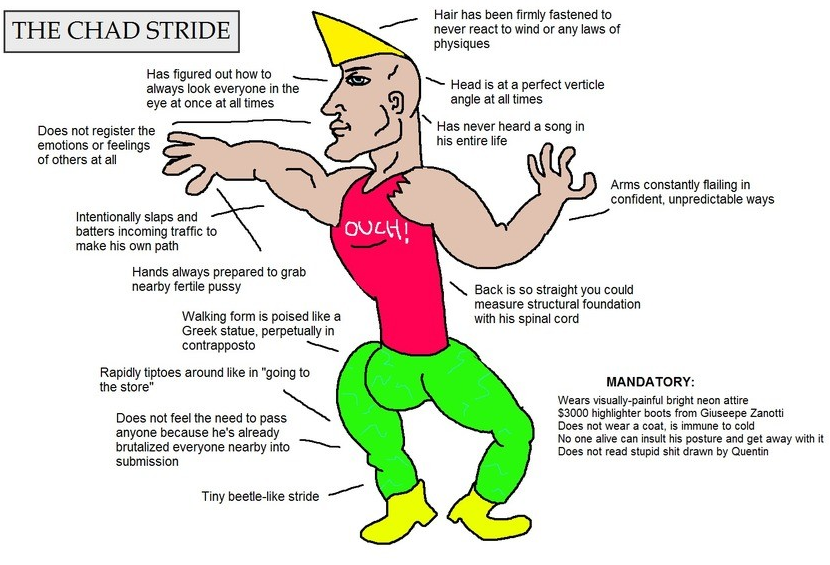 THE CHAD STRIDE
Hair has been firmly fastened to
never react to wind or any laws of
physiques
Has figured out how to
always look everyone in the
eye at once at all times
Head is at a perfect verticle
angle at all times
Does not register the
emotions or feelings
of others at all
Has never heard a song in
his entire life
Arms constantly flailing in
confident, unpredictable ways
Intentionally slaps and
batters incoming traffic to
make his own path
OUCH!
Hands always prepared to grab
nearby fertile pussy
Back is so straight you could
measure structural foundation
with his spinal cord
Walking form is poised like a
Greek statue, perpetually in
contrapposto
Rapidly tiptoes around like in "going to
the store"
Does not feel the need to pass
anyone because he's already
brutalized everyone nearby into
submission
Tiny beetle-like stride
MANDATORY:
Wears visually-painful bright neon attire
$3000 highlighter boots from Giuseepe Zanotti
Does not wear a coat, is immune to cold
No one alive can insult his posture and get away with it
Does not read stupid shit drawn by Quentin